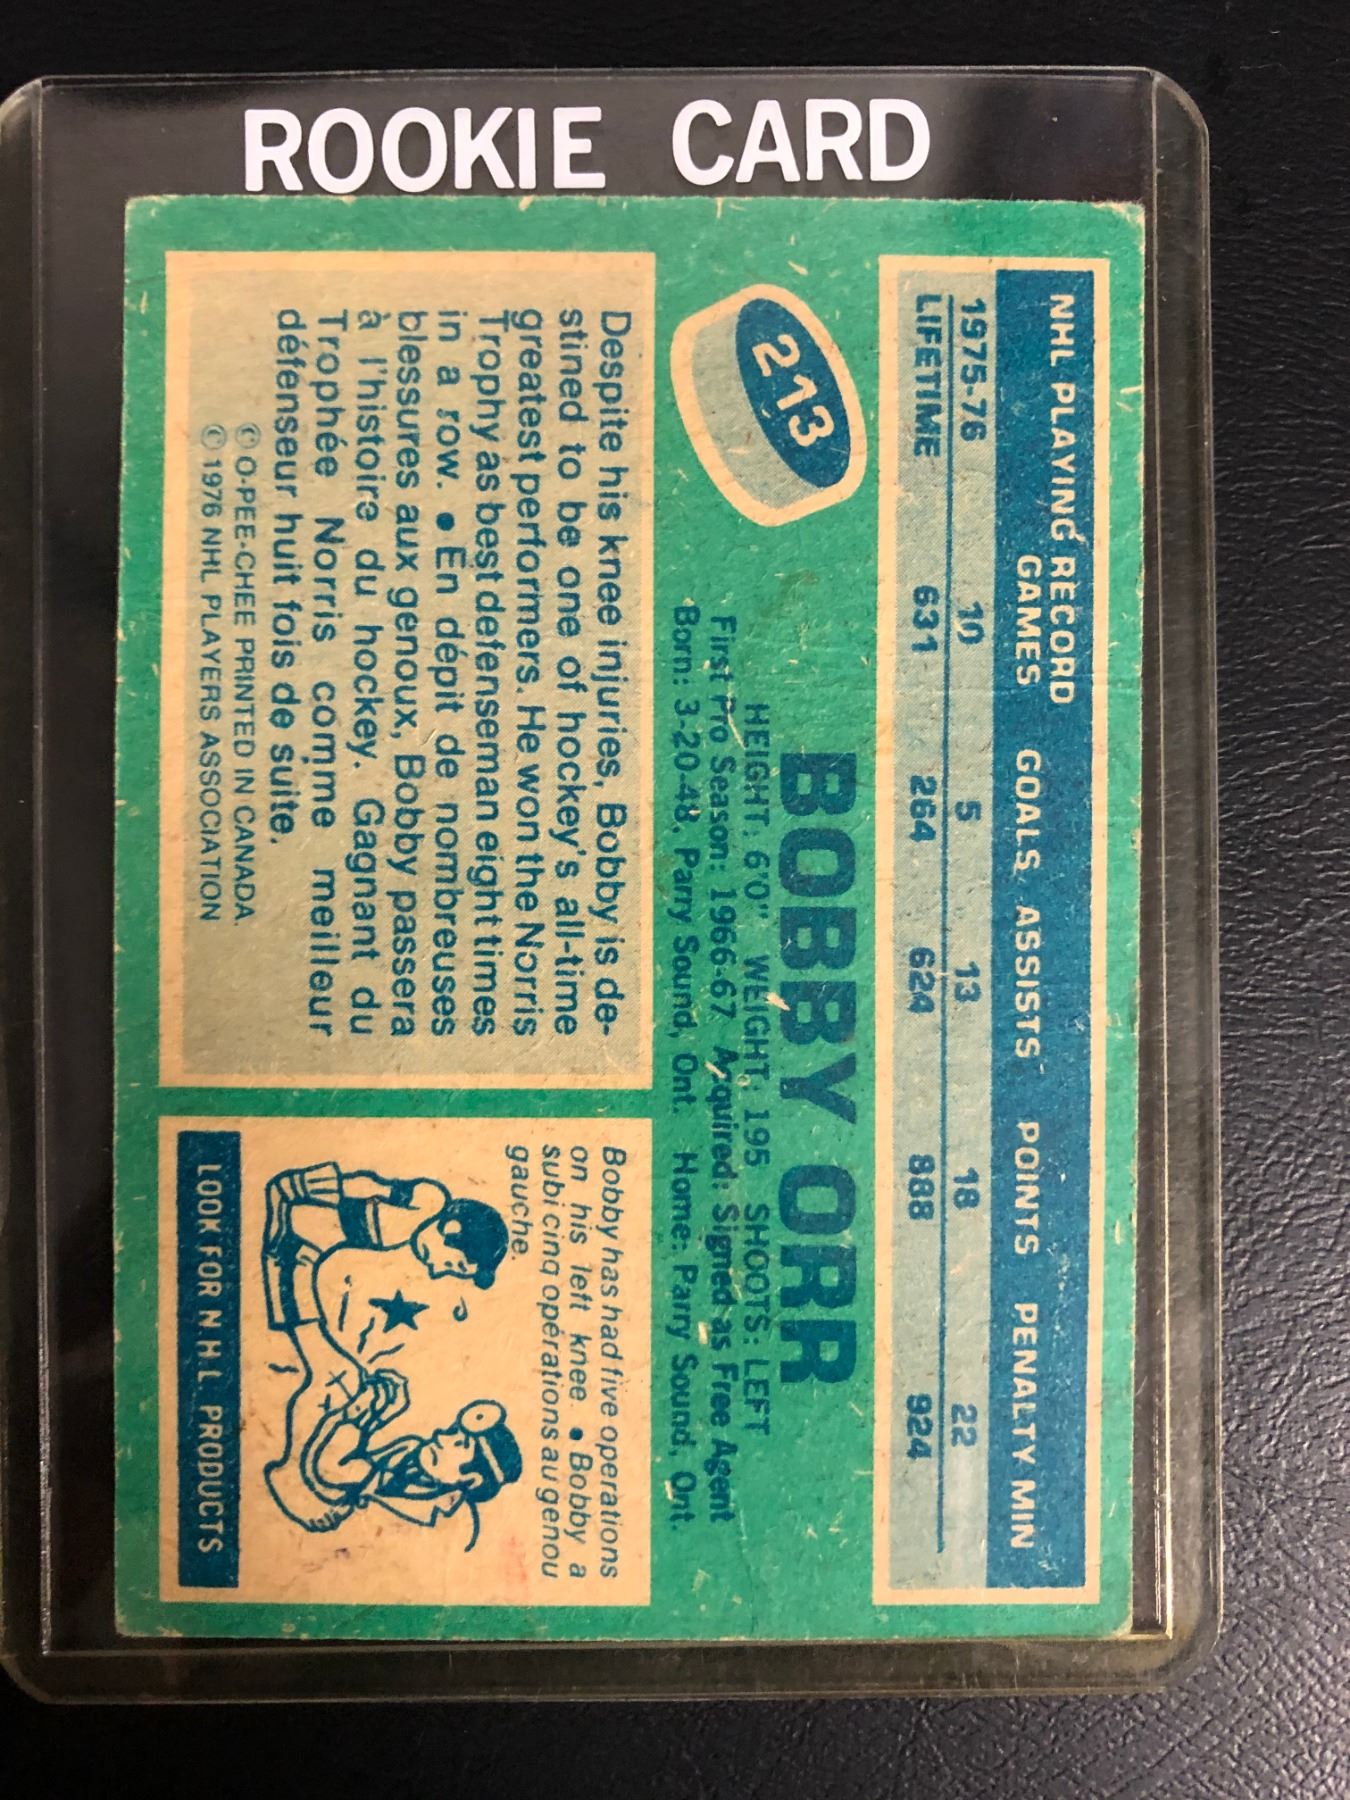 ROOKIE CARD
NHL PLAYING RECORD
GAMES GOALS ASSISTS POINTS PENALTY MIN
1975-76 10 5 13 18 22
LIFETIME 631 264 624 888 924
213
BOBBY ORR
HEIGHT: 6'0" WEIGHT: 195 SHOOTS: LEFT
First Pro Season: 1966-67 Acquired: Signed as Free Agent
Born: 3-20-48, Parry Sound, Ont. Home: Parry Sound, Ont.
Despite his knee injuries, Bobby is de-
stined to be one of hockey's all-time
greatest performers. He won the Norris
Trophy as best defenseman eight times
in a row. • En dépit de nombreuses
blessures aux genoux, Bobby passera
à l'histoire du hockey. Gagnant du
Trophée Norris comme meilleur
défenseur huit fois de suite.
© O-PEE-CHEE PRINTED IN CANADA.
© 1976 NHL PLAYERS ASSOCIATION
Bobby has had five operations
on his left knee. • Bobby a
subi cinq opérations au genou
gauche.
LOOK FOR N.H.L. PRODUCTS